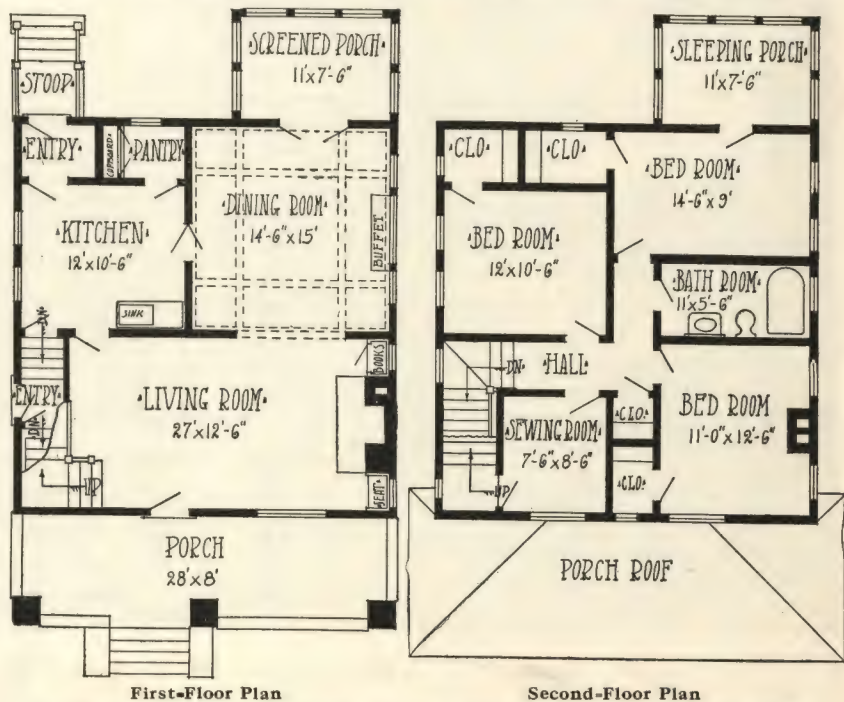 SCREENED PORCH
11'x7'-6"
STOOP
ENTRY
CUPBOARD
PANTRY
DINING ROOM
14'-6"x15'
BUFFET
KITCHEN
12'x10'-6"
SINK
DN
ENTRY
DN
UP
LIVING ROOM
27'x12'-6"
BOOKS
SEAT
PORCH
28'x8'
First-Floor Plan
SLEEPING PORCH
11'x7'-6"
CLO
CLO
BED ROOM
14'-6"x9'
BED ROOM
12'x10'-6"
BATH ROOM
11'x5'-6"
DN
HALL
CLO.
BED ROOM
11'-0"x12'-6"
SEWING ROOM
7'-6"x8'-6"
UP
CLO.
PORCH ROOF
Second-Floor Plan